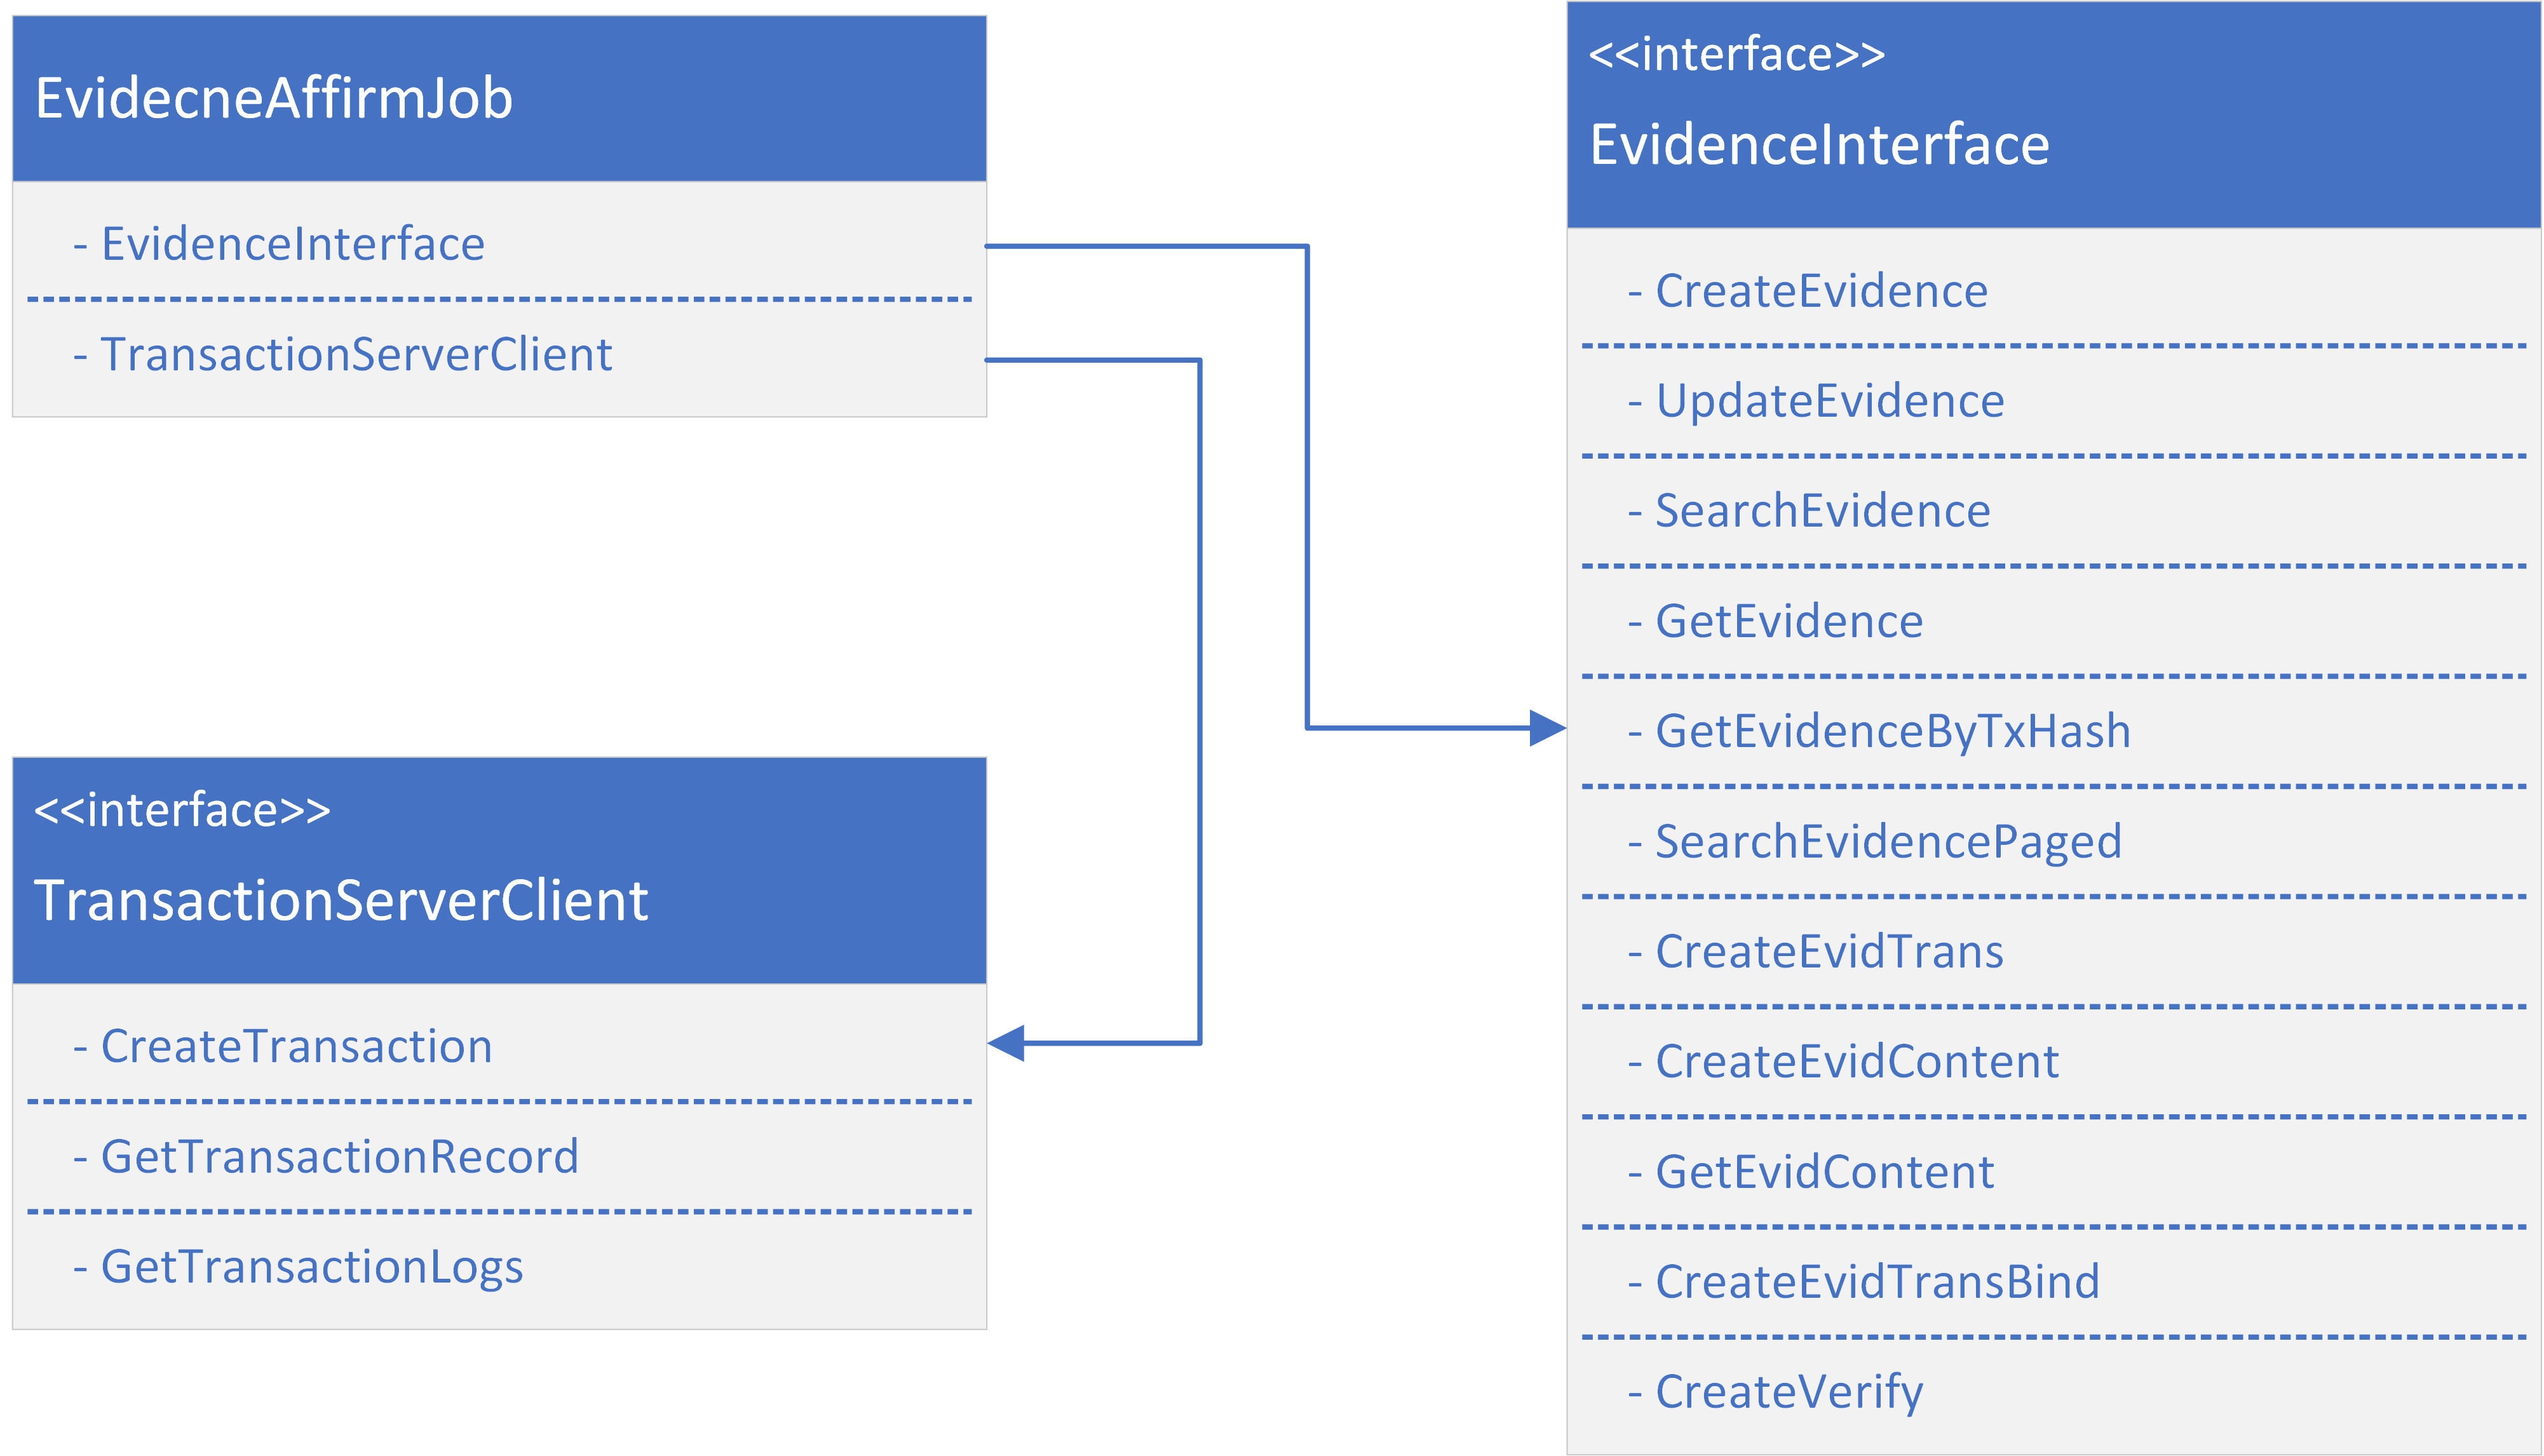 EvidecneAffirmJob
- EvidenceInterface
- TransactionServerClient
<<interface>>
TransactionServerClient
- CreateTransaction
- GetTransactionRecord
- GetTransactionLogs
<<interface>>
EvidenceInterface
- CreateEvidence
- UpdateEvidence
- SearchEvidence
- GetEvidence
- GetEvidenceByTxHash
- SearchEvidencePaged
- CreateEvidTrans
- CreateEvidContent
- GetEvidContent
- CreateEvidTransBind
- CreateVerify